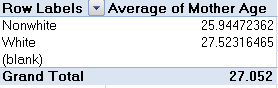 Row Labels Average of Mother Age
Nonwhite 25.94472362
White 27.52316465
(blank)
Grand Total 27.052